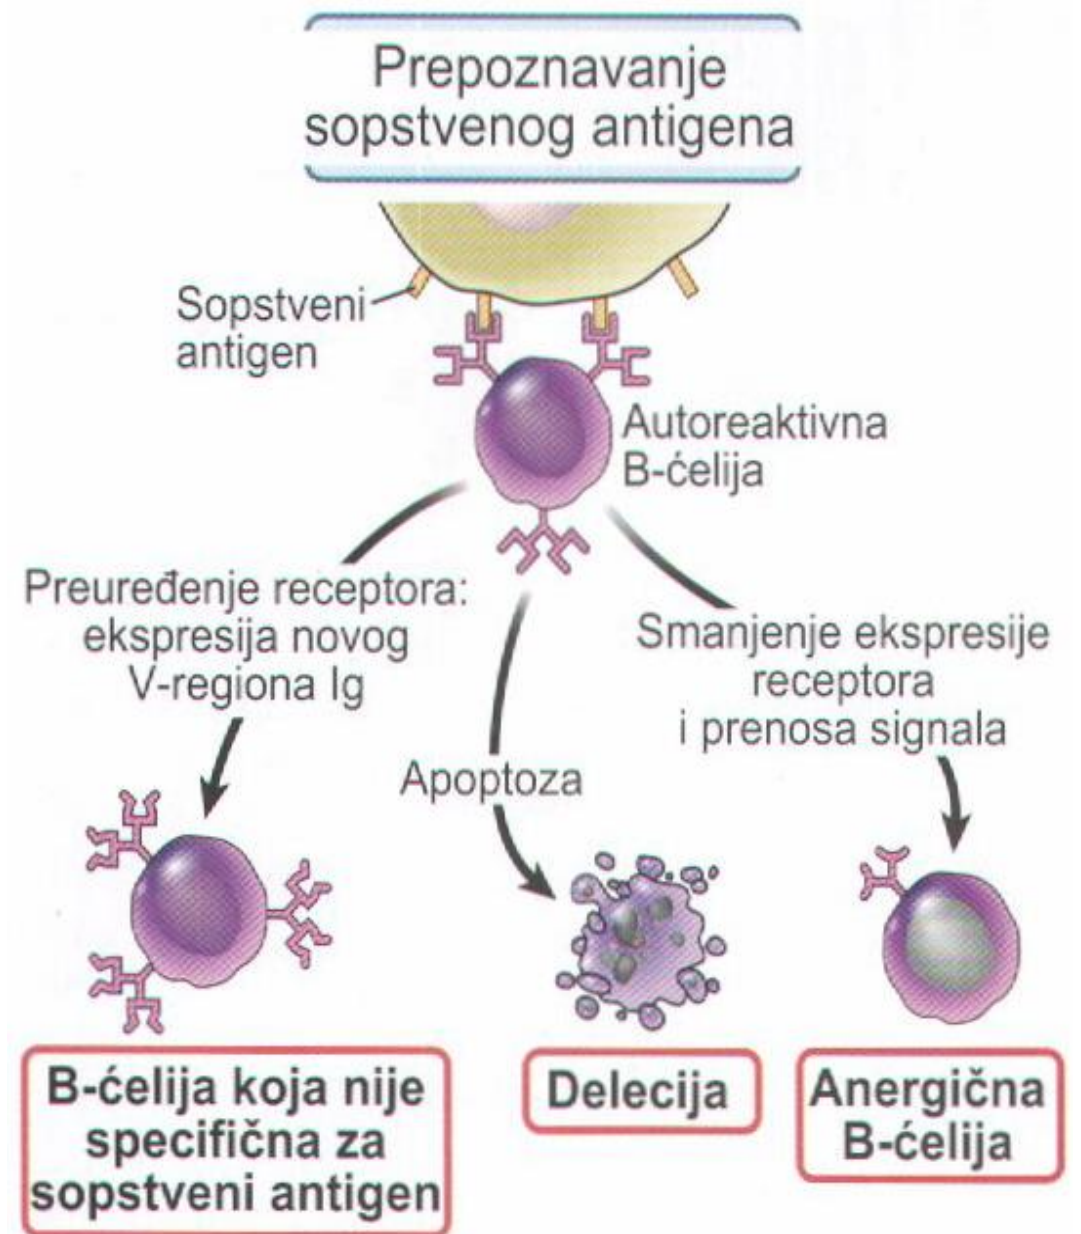 Prepoznavanje
sopstvenog antigena
Sopstveni
antigen
Autoreaktivna
B-ćelija
Preuređenje receptora:
ekspresija novog
V-regiona Ig
Apoptoza
Smanjenje ekspresije
receptora
i prenosa signala
B-ćelija koja nije
specifična za
sopstveni antigen
Delecija
Anergična
B-ćelija